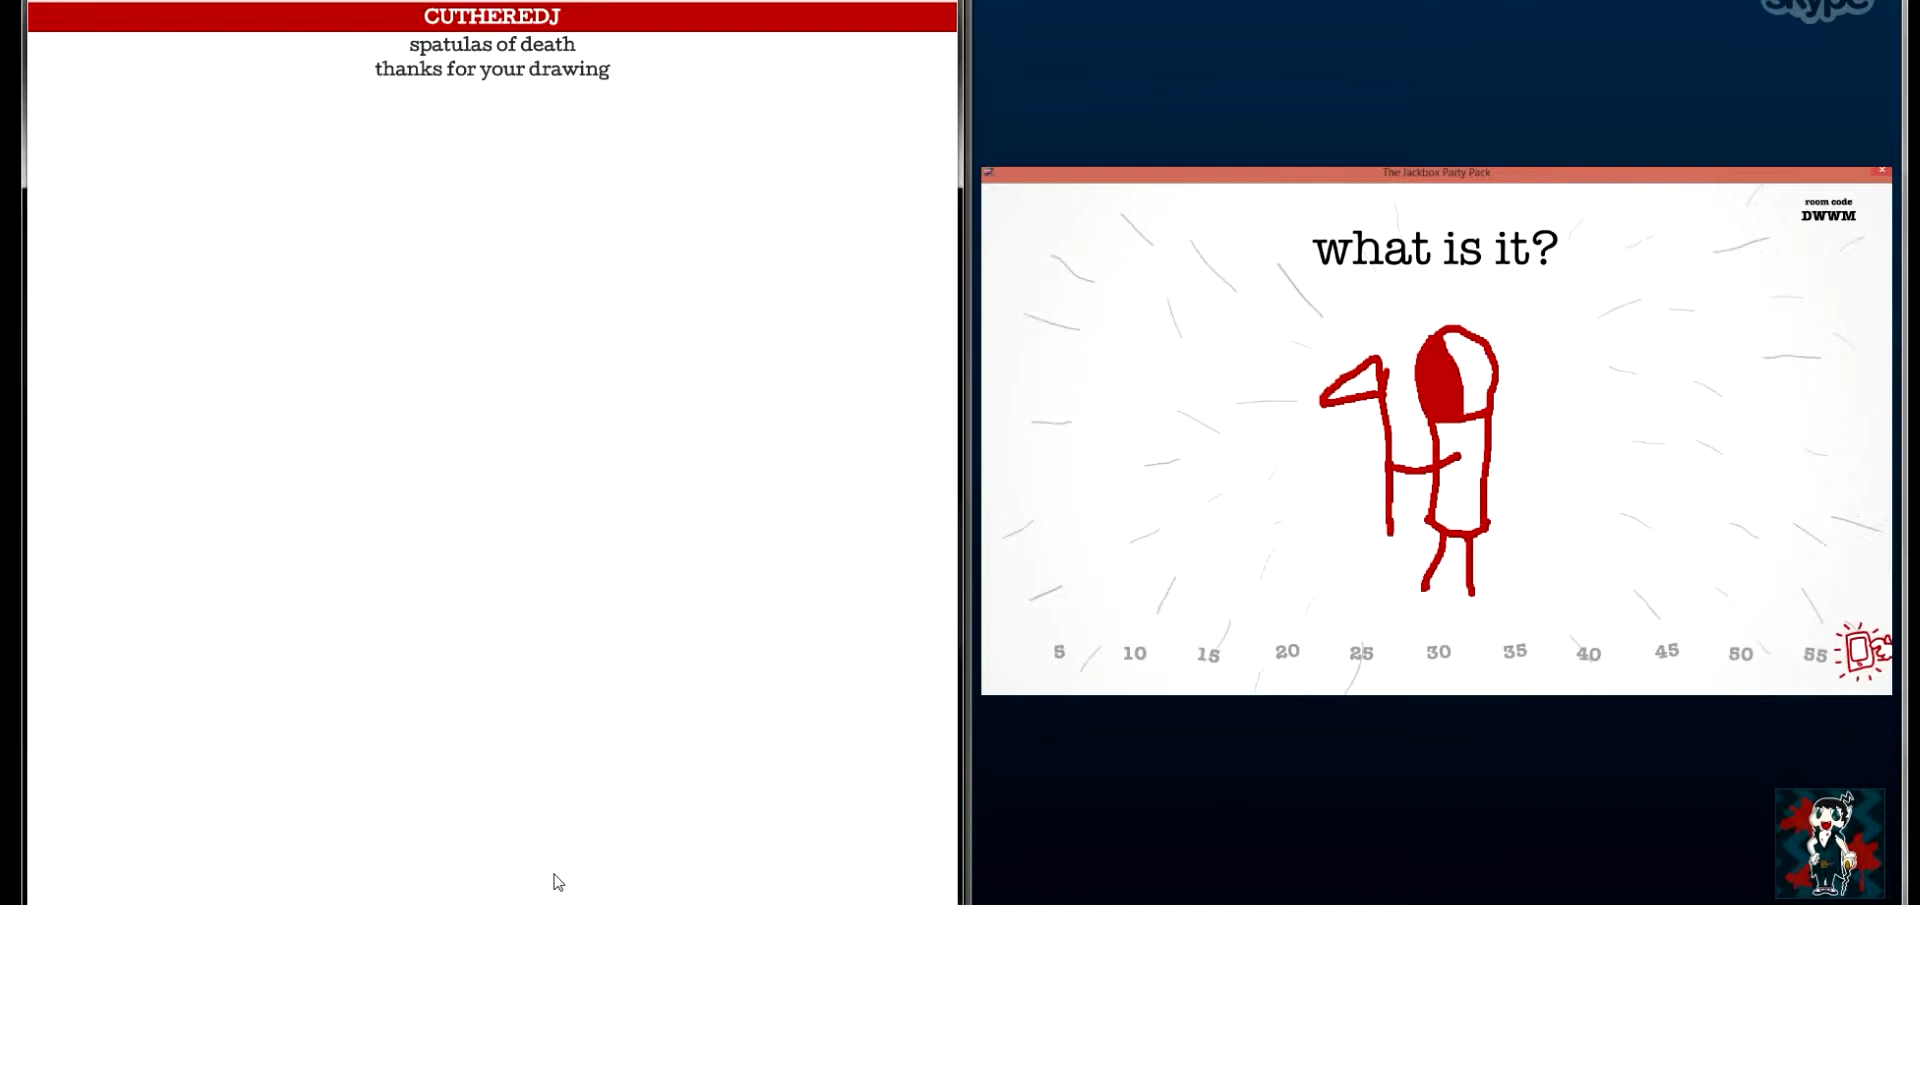 CUTHEREDJ
spatulas of death
thanks for your drawing
skype
The Jackbox Party Pack
room code
DWWM
what is it?
5 10 15 20 25 30 35 40 45 50 55